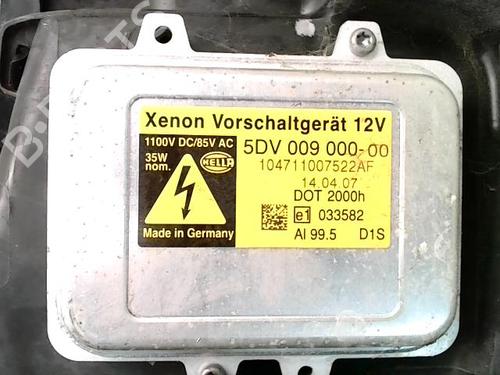 Xenon Vorschaltgerät 12V
1100V DC/85V AC
35W
nom.
HELLA
Made in Germany
5DV 009 000-00
104711007522AF
14.04.07
DOT 2000h
e1 033582
Al 99.5 D1S